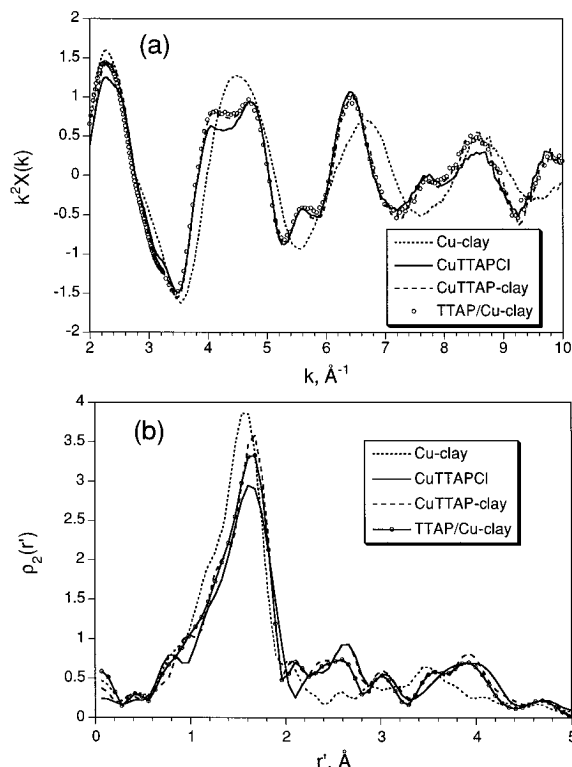 (a)
2
1.5
1
0.5
0
-0.5
-1
-1.5
-2
k²X(k)
Cu-clay
CuTTAPCl
CuTTAP-clay
TTAP/Cu-clay
2 3 4 5 6 7 8 9 10
k, Å⁻¹
(b)
4
3.5
3
2.5
2
1.5
1
0.5
0
ρ₂(r')
Cu-clay
CuTTAPCl
CuTTAP-clay
TTAP/Cu-clay
0 1 2 3 4 5
r', Å